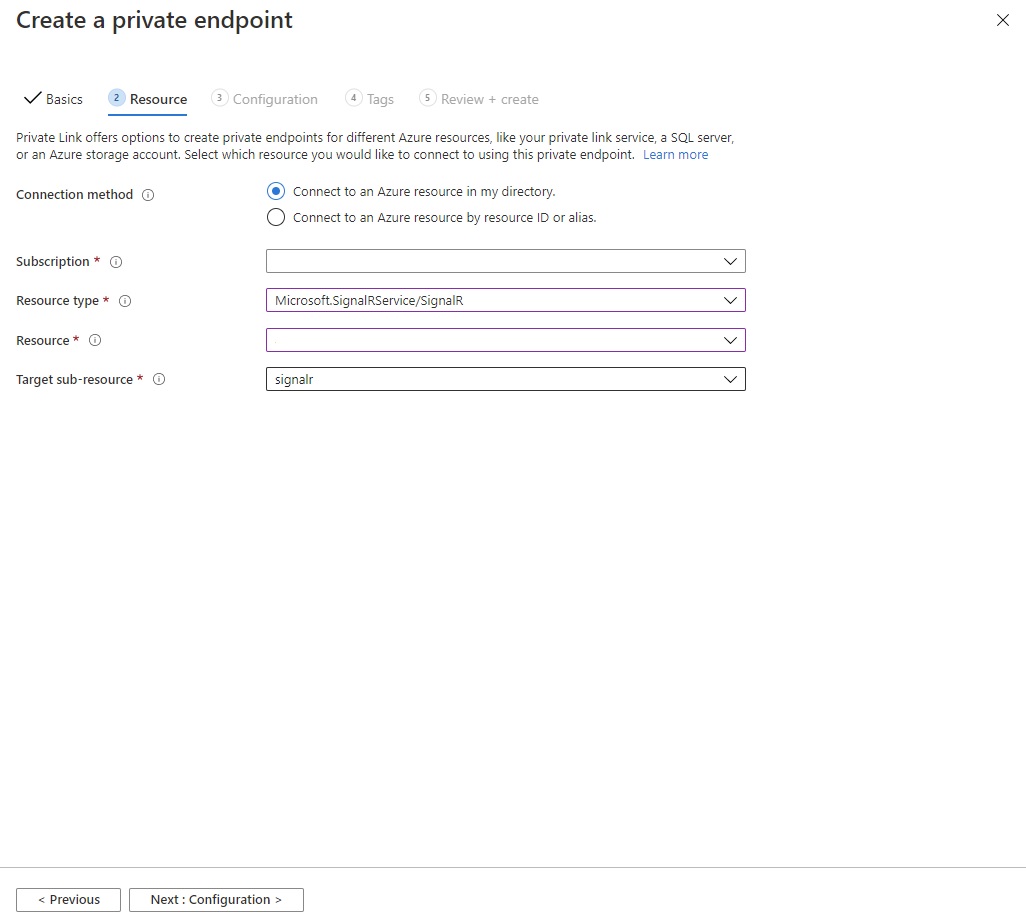 Create a private endpoint
Basics
2 Resource
3 Configuration
4 Tags
5 Review + create
Private Link offers options to create private endpoints for different Azure resources, like your private link service, a SQL server,
or an Azure storage account. Select which resource you would like to connect to using this private endpoint. Learn more
Connection method
Connect to an Azure resource in my directory.
Connect to an Azure resource by resource ID or alias.
Subscription *
Resource type *
Microsoft.SignalRService/SignalR
Resource *
Target sub-resource *
signalr
< Previous
Next : Configuration >